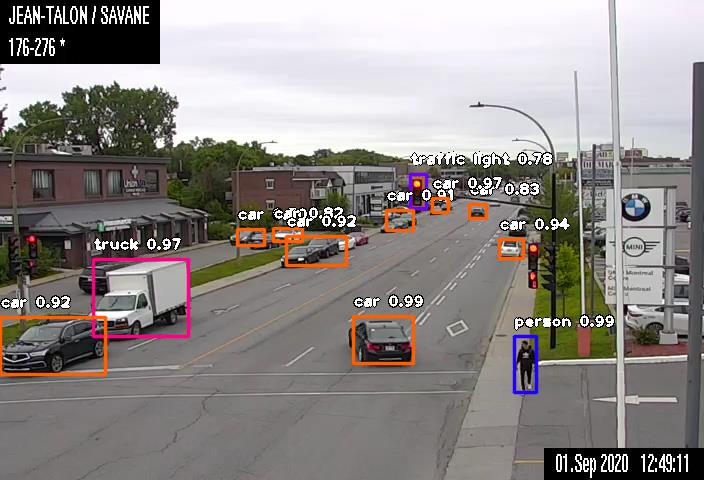 JEAN-TALON / SAVANE
176-276 *
traffic light 0.78
car 0.97
car 0.91
car 0.83
car
car 0.82
car 0.92
car 0.94
truck 0.97
car 0.92
car 0.99
person 0.99
BMW
MINI
01.Sep 2020 12:49:11